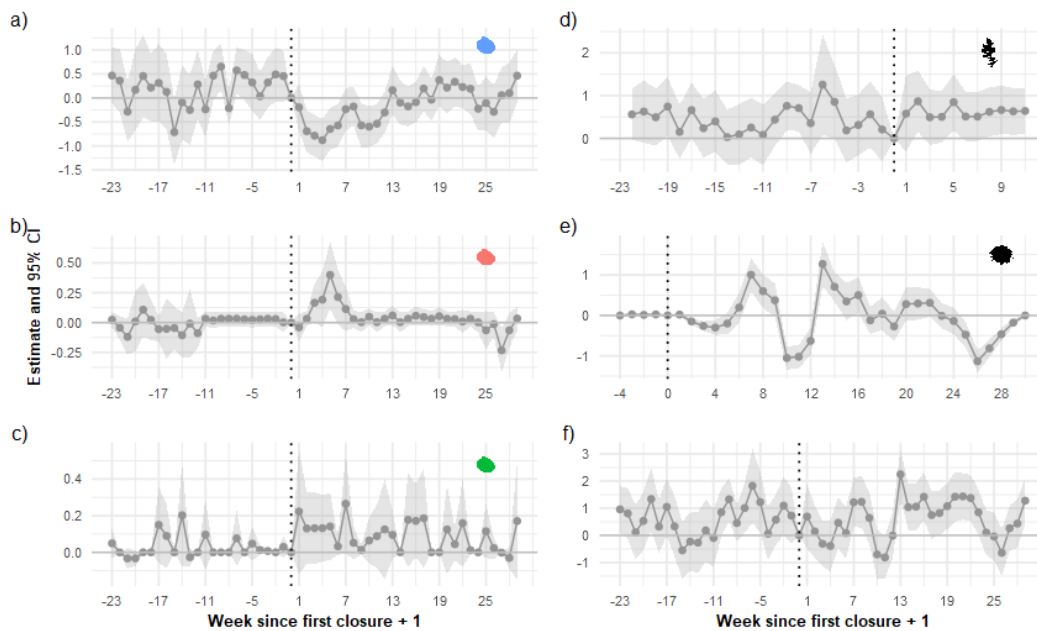 a)
1.0
0.5
0.0
-0.5
-1.0
-1.5
-23 -17 -11 -5 1 7 13 19 25
d)
2
1
0
-23 -19 -15 -11 -7 -3 1 5 9
b)
Estimate and 95% CI
0.50
0.25
0.00
-0.25
-23 -17 -11 -5 1 7 13 19 25
e)
1
0
-1
-4 0 4 8 12 16 20 24 28
c)
0.4
0.2
0.0
-23 -17 -11 -5 1 7 13 19 25
Week since first closure + 1
f)
3
2
1
0
-1
-23 -17 -11 -5 1 7 13 19 25
Week since first closure + 1